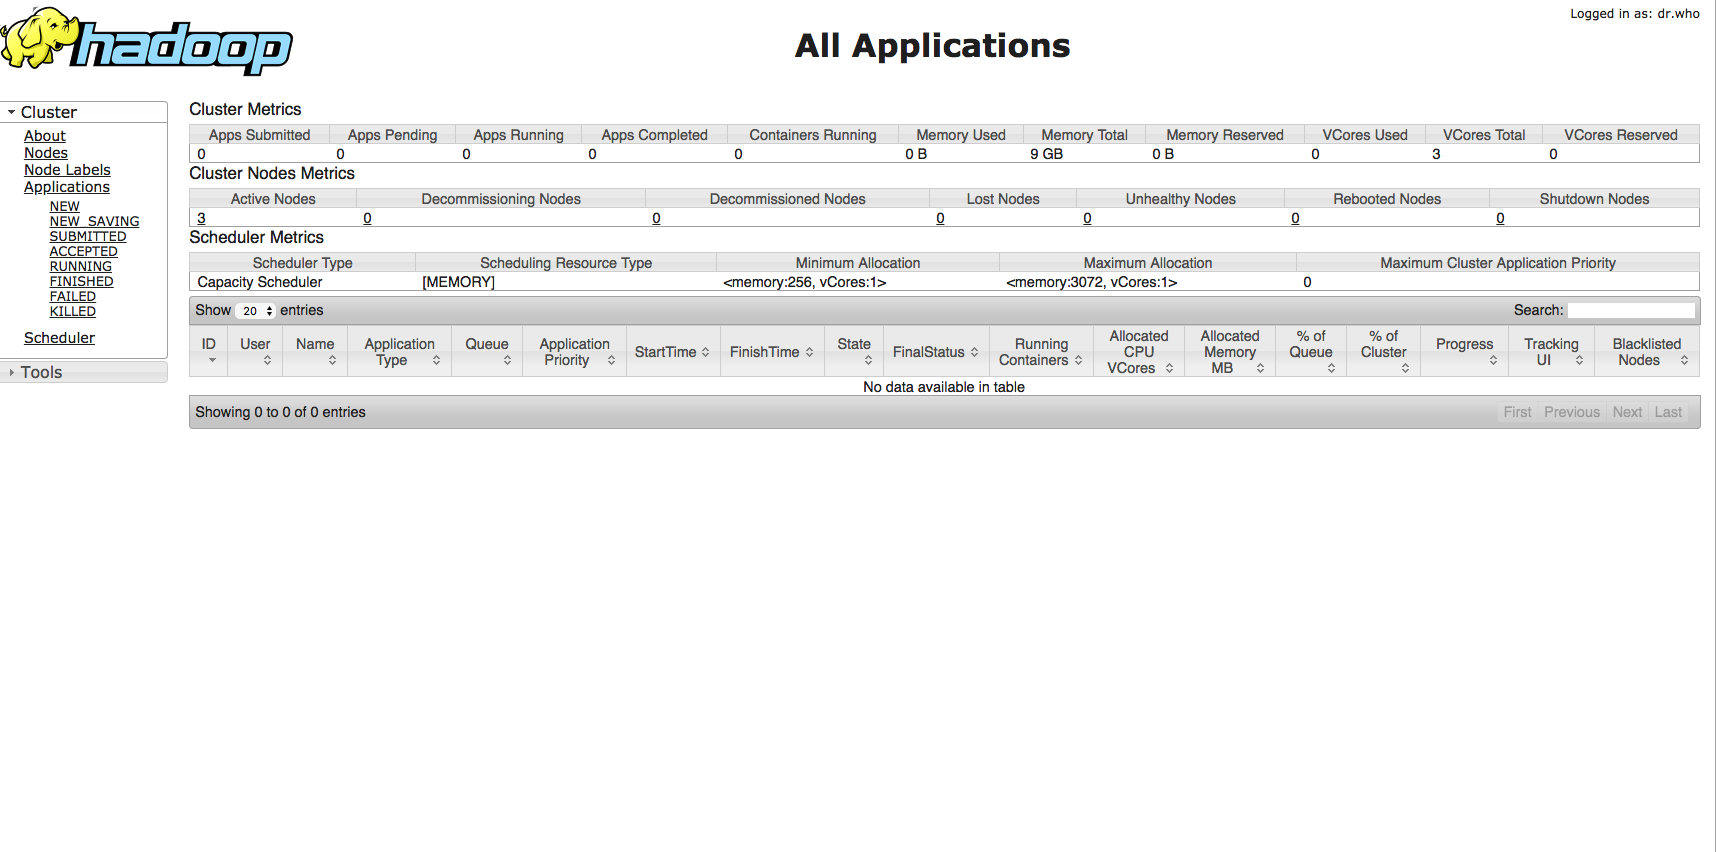 hadoop
Logged in as: dr.who
All Applications
Cluster
About
Nodes
Node Labels
Applications
NEW
NEW_SAVING
SUBMITTED
ACCEPTED
RUNNING
FINISHED
FAILED
KILLED
Scheduler
Tools
Cluster Metrics
Apps Submitted Apps Pending Apps Running Apps Completed Containers Running Memory Used Memory Total Memory Reserved VCores Used VCores Total VCores Reserved
0 0 0 0 0 0 B 9 GB 0 B 0 3 0
Cluster Nodes Metrics
Active Nodes Decommissioning Nodes Decommissioned Nodes Lost Nodes Unhealthy Nodes Rebooted Nodes Shutdown Nodes
3 0 0 0 0 0 0
Scheduler Metrics
Scheduler Type Scheduling Resource Type Minimum Allocation Maximum Allocation Maximum Cluster Application Priority
Capacity Scheduler [MEMORY] <memory:256, vCores:1> <memory:3072, vCores:1> 0
Show 20 entries Search:
ID User Name Application Type Queue Application Priority StartTime FinishTime State FinalStatus Running Containers Allocated CPU VCores Allocated Memory MB % of Queue % of Cluster Progress Tracking UI Blacklisted Nodes
No data available in table
Showing 0 to 0 of 0 entries First Previous Next Last